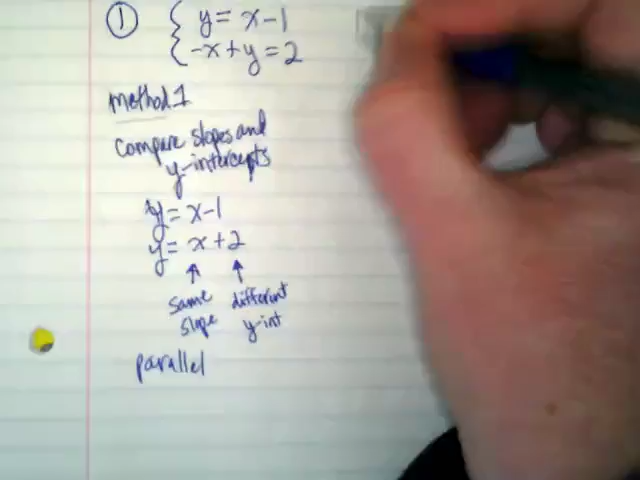 ① { y = x - 1
-x + y = 2
method 1
compare slopes and
y-intercepts
y = x - 1
y = x + 2
↑ ↑
same different
slope y-int
parallel